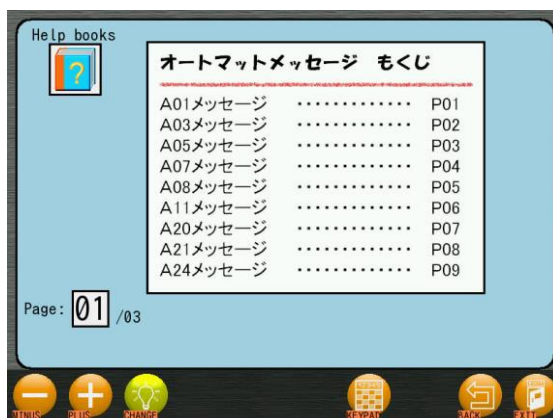 Help books
?
オートマットメッセージ もくじ
A01メッセージ ············· P01
A03メッセージ ············· P02
A05メッセージ ············· P03
A07メッセージ ············· P04
A08メッセージ ············· P05
A11メッセージ ············· P06
A20メッセージ ············· P07
A21メッセージ ············· P08
A24メッセージ ············· P09
Page: 01 /03
MINUS PLUS CHANGE KEYPAD BACK EXIT